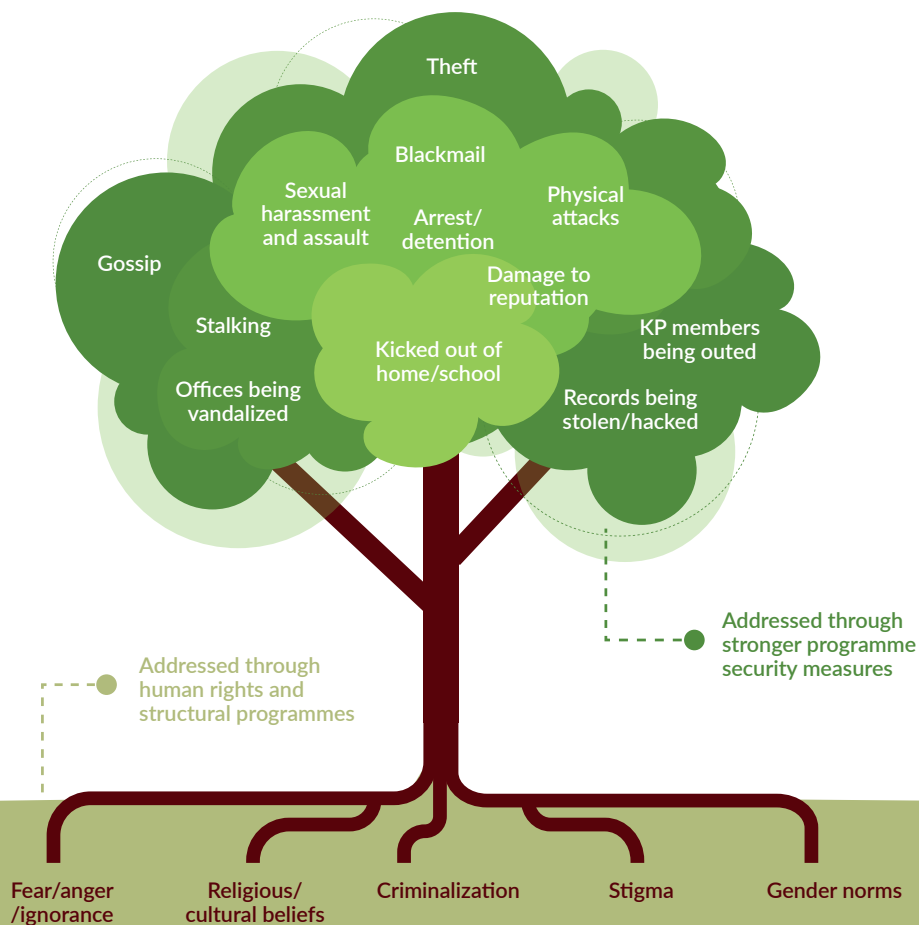 Theft
Blackmail
Sexual
harassment
and assault
Physical
attacks
Arrest/
detention
Gossip
Damage to
reputation
Stalking
KP members
being outed
Kicked out of
home/school
Offices being
vandalized
Records being
stolen/hacked
Addressed through
stronger programme
security measures
Addressed through
human rights and
structural programmes
Fear/anger
/ignorance
Religious/
cultural beliefs
Criminalization
Stigma
Gender norms